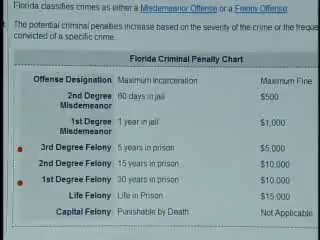 Florida classifies crimes as either a Misdemeanor Offense or a Felony Offense.
The potential criminal penalties increase based on the severity of the crime or the freque
convicted of a specific crime.
Florida Criminal Penalty Chart
Offense Designation Maximum Incarceration Maximum Fine
2nd Degree Misdemeanor 60 days in jail $500
1st Degree Misdemeanor 1 year in jail $1,000
3rd Degree Felony 5 years in prison $5,000
2nd Degree Felony 15 years in prison $10,000
1st Degree Felony 30 years in prison $10,000
Life Felony Life in Prison $15,000
Capital Felony Punishable by Death Not Applicable